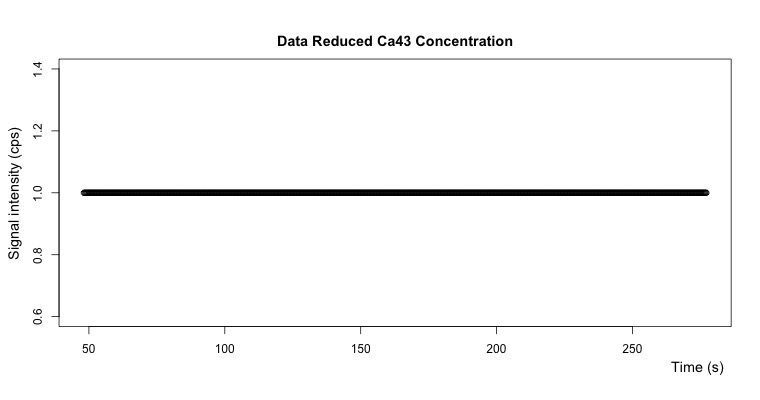 Data Reduced Ca43 Concentration
Signal intensity (cps)
1.4
1.2
1.0
0.8
0.6
50 100 150 200 250
Time (s)